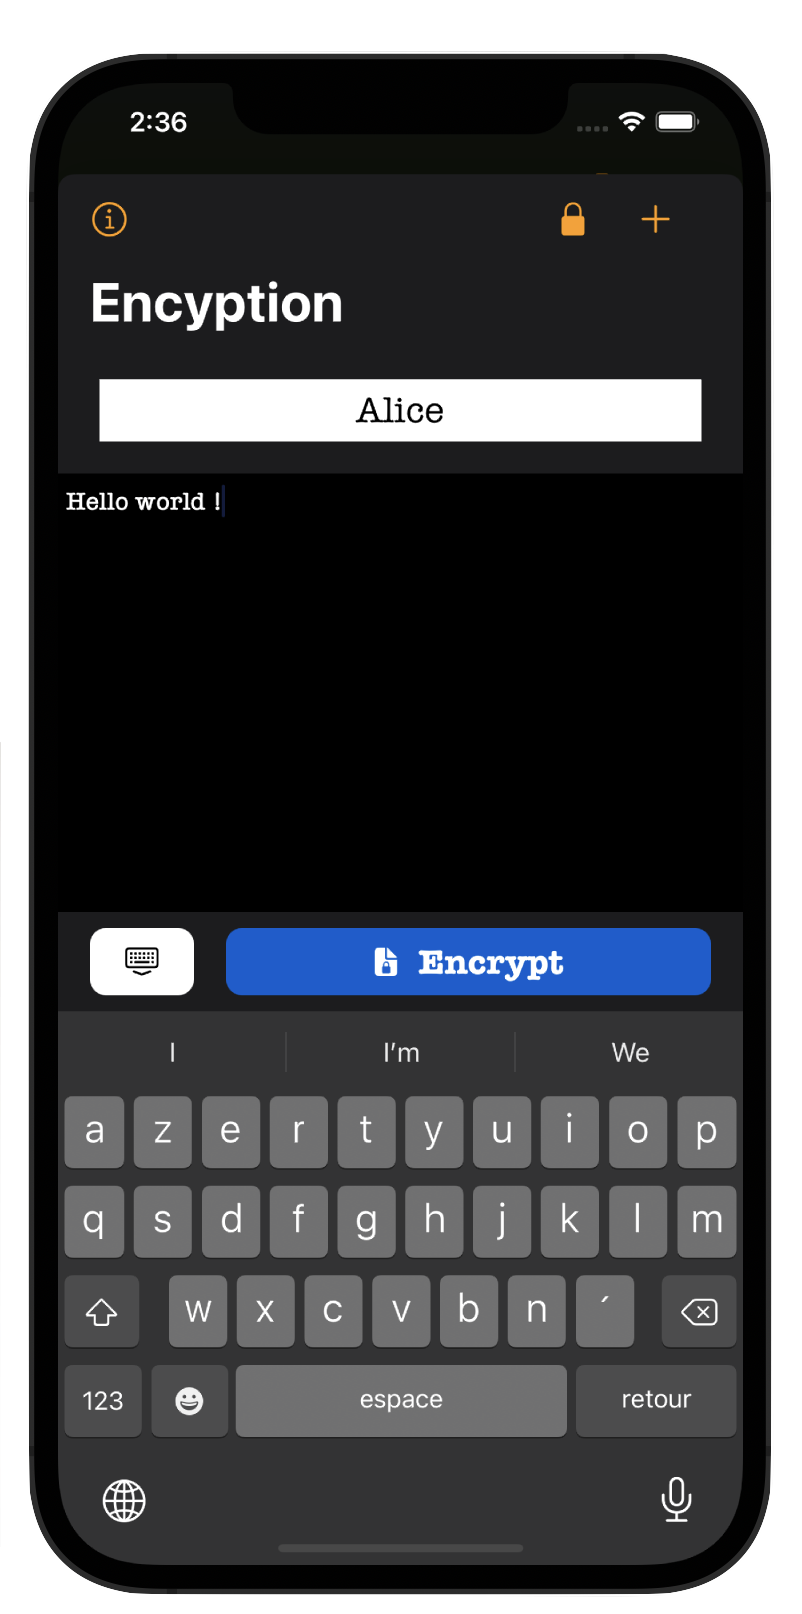 2:36
Encyption
Alice
Hello world !
Encrypt
I I’m We
a z e r t y u i o p
q s d f g h j k l m
w x c v b n ´
123 espace retour